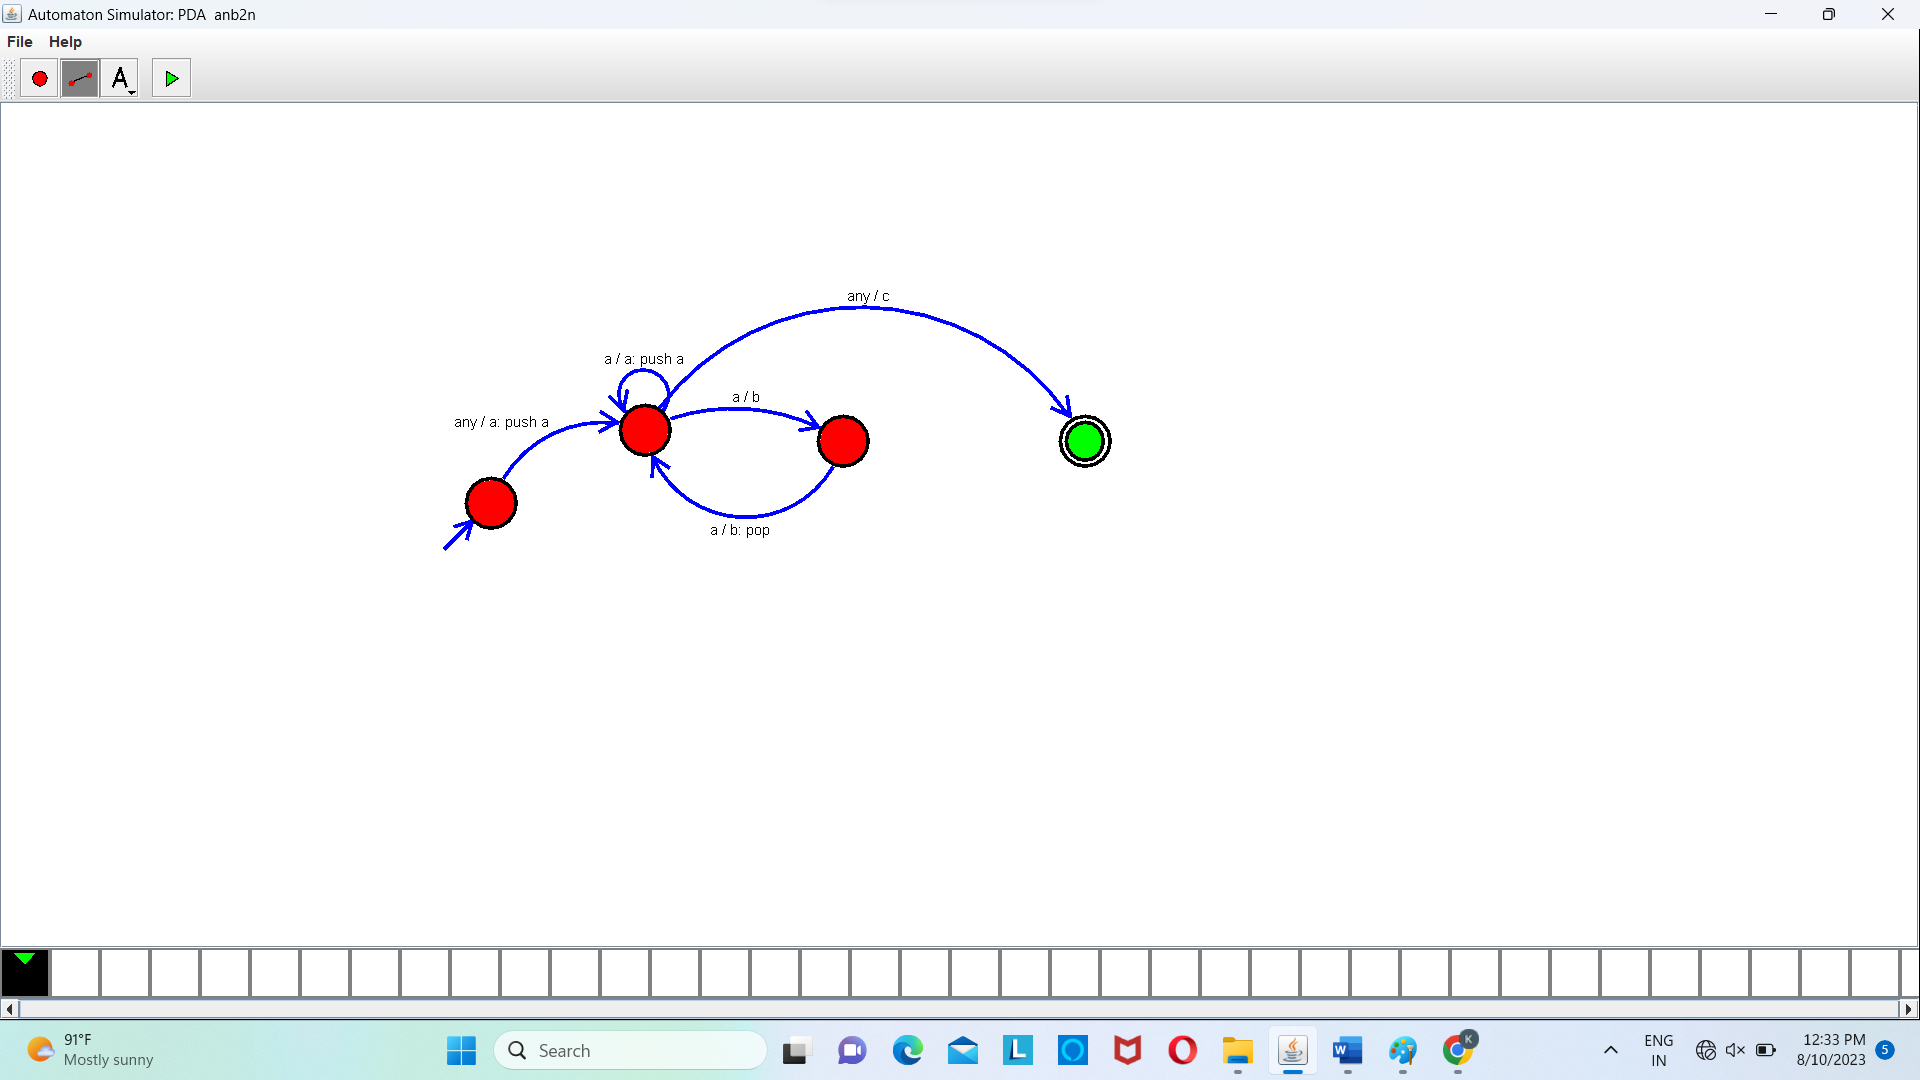 Automaton Simulator: PDA anb2n
File Help
A
any / c
a / a: push a
a / b
any / a: push a
a / b: pop
91°F
Mostly sunny
Search
L
W
K
ENG
IN
12:33 PM
8/10/2023
5